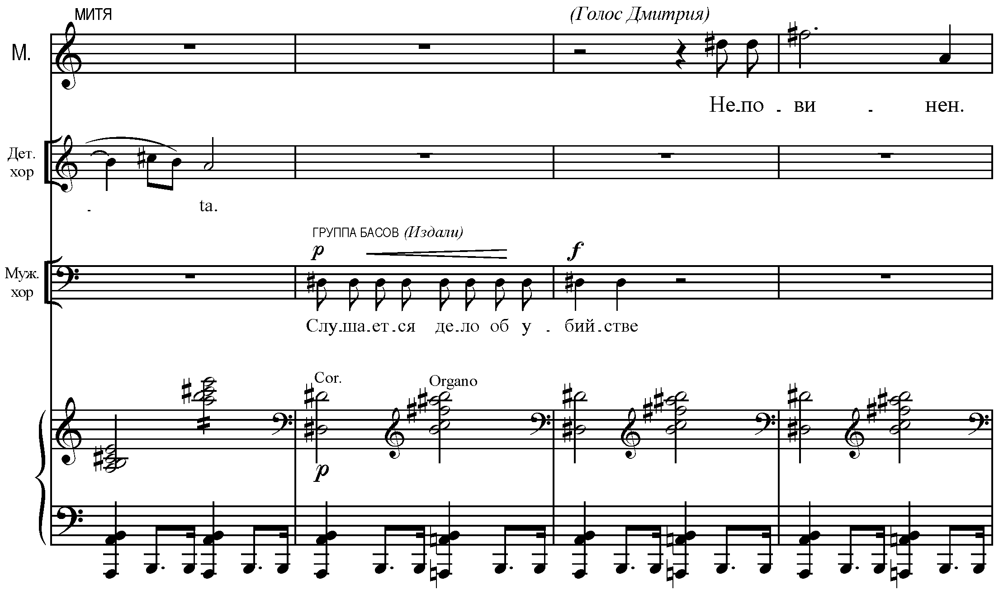 МИТЯ
(Голос Дмитрия)
М.
Не-по - ви - нен.
Дет.
хор
- ta.
ГРУППА БАСОВ (Издали)
p f
Муж.
хор
Слу-ша-ет-ся де-ло об у - бий-стве
Cor. Organo
p